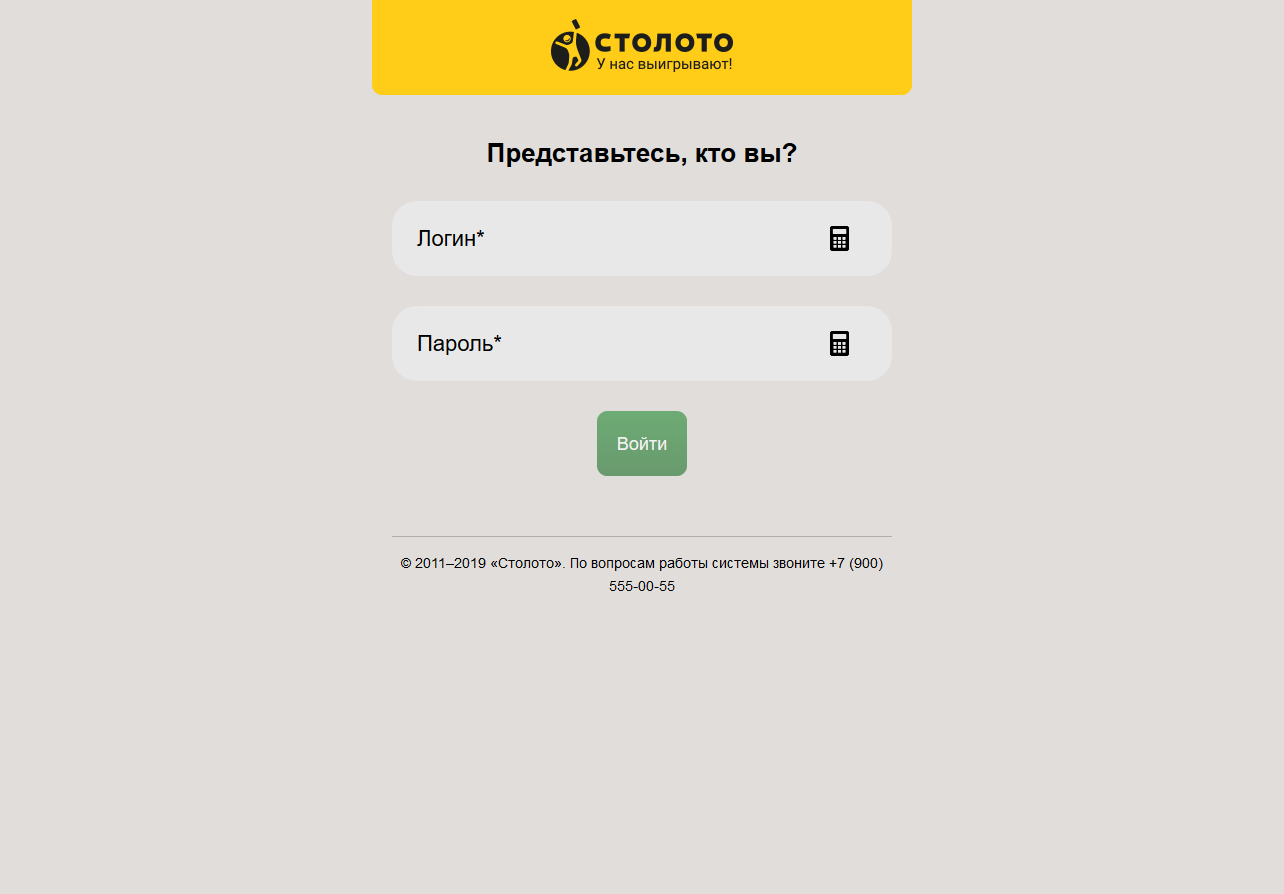 СТОЛОТО
У нас выигрывают!
Представьтесь, кто вы?
Логин*
Пароль*
Войти
© 2011–2019 «Столото». По вопросам работы системы звоните +7 (900)
555-00-55